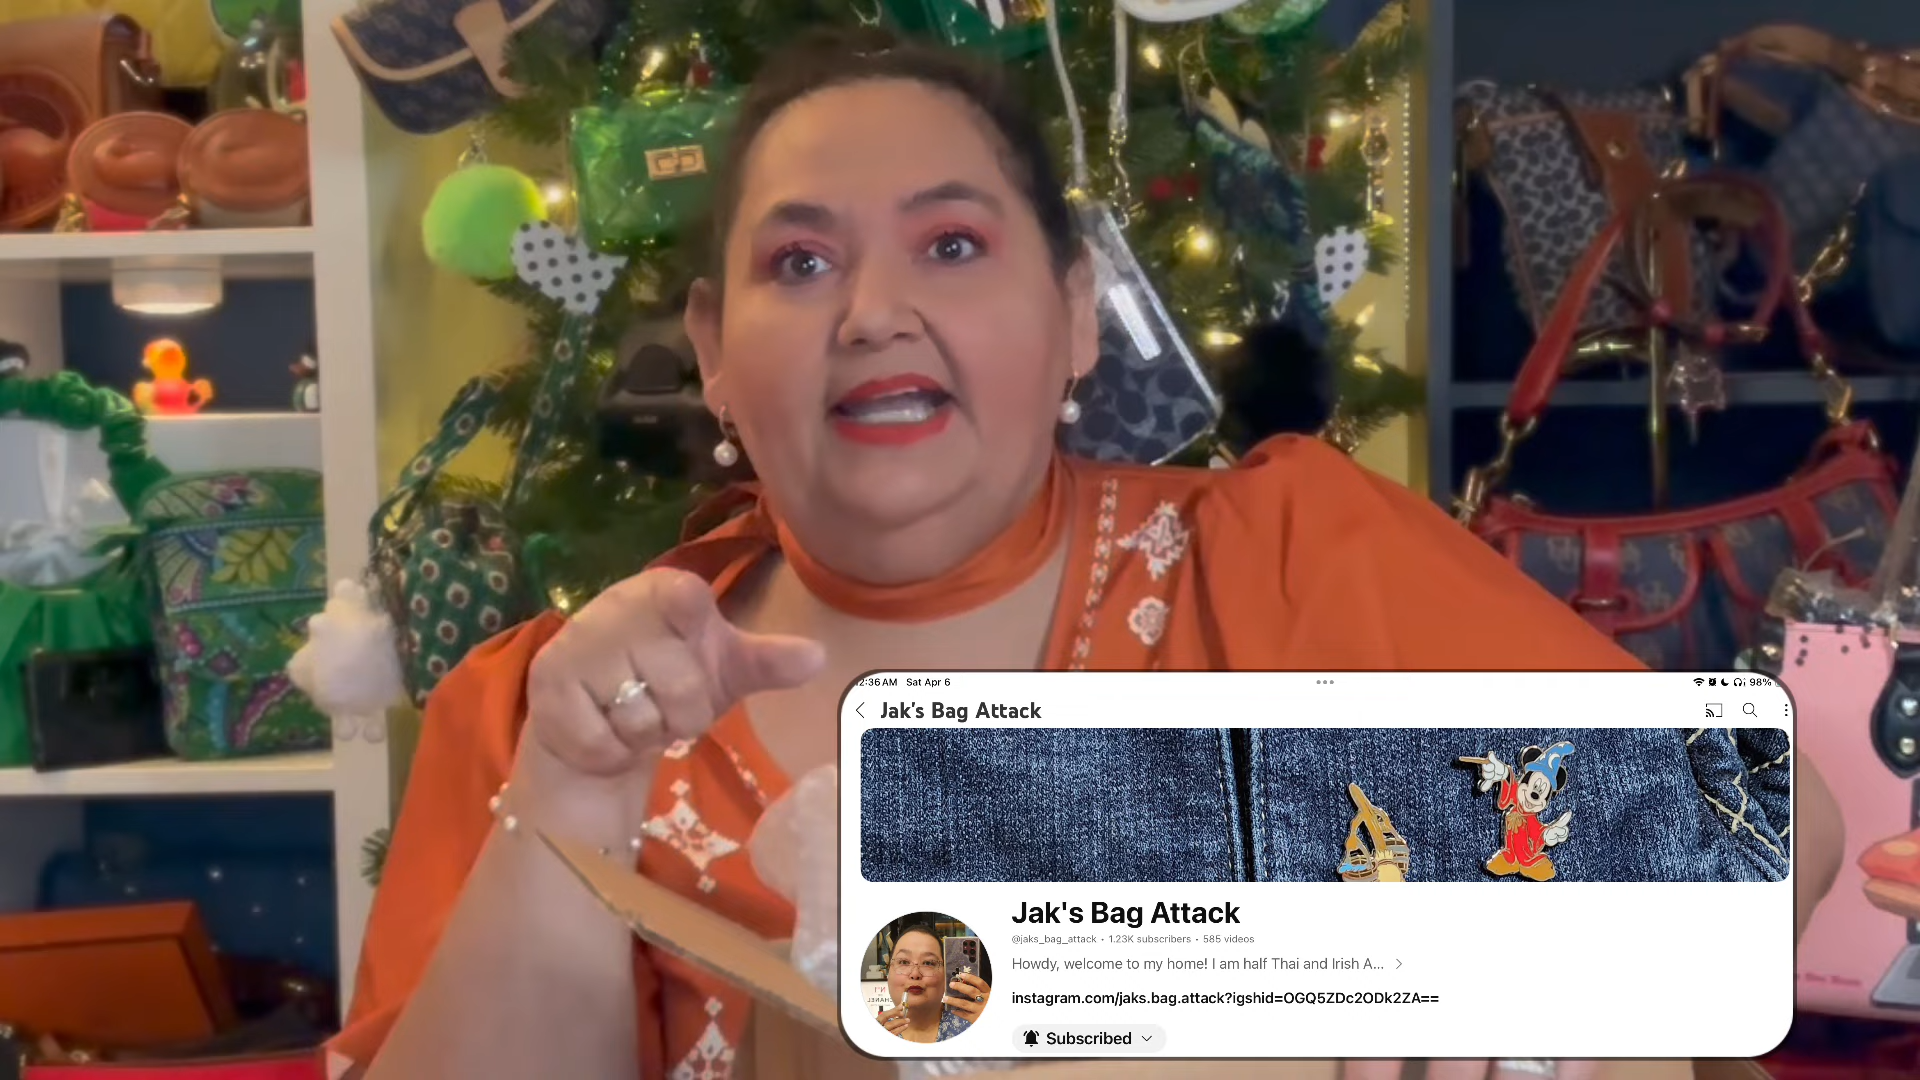 2:36 AM Sat Apr 6
98%
Jak's Bag Attack
Jak's Bag Attack
@jaks_bag_attack • 1.23K subscribers • 585 videos
Howdy, welcome to my home! I am half Thai and Irish A...
instagram.com/jaks.bag.attack?igshid=OGQ5ZDc2ODk2ZA==
Subscribed